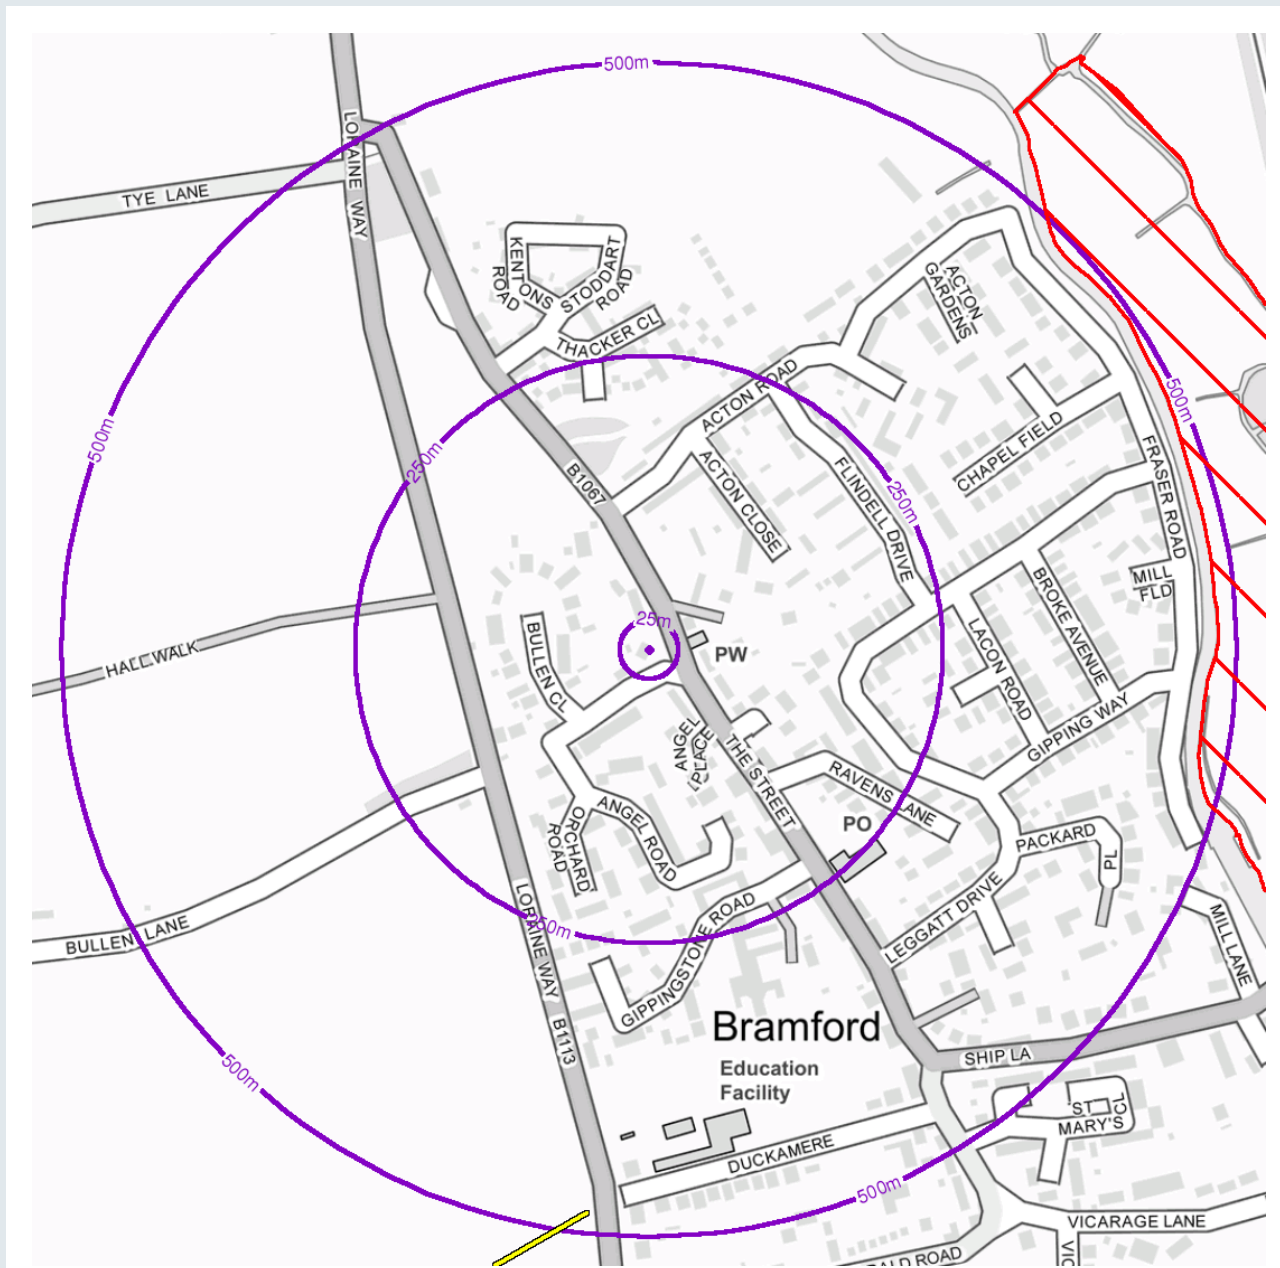 500m
LORAINE WAY
TYE LANE
KENTONS
ROAD
STODDART
ROAD
THACKER CL
ACTON
GARDENS
500m
500m
ACTON ROAD
250m
B1067
ACTON CLOSE
FLINDELL DRIVE
250m
CHAPEL FIELD
FRASER ROAD
MILL
FLD
BROKE AVENUE
LACON ROAD
GIPPING WAY
25m
PW
BULLEN CL
HALL WALK
ANGEL
PLACE
THE STREET
RAVENS LANE
PO
PACKARD
PL
ANGEL ROAD
ORCHARD
ROAD
LEGGATT DRIVE
MILL LANE
BULLEN LANE
LORAINE WAY
250m
GIPPINGSTONE ROAD
B1113
Bramford
Education
Facility
SHIP LA
500m
ST
MARY'S
CL
DUCKAMERE
500m
VICARAGE LANE
VIC
ALD ROAD